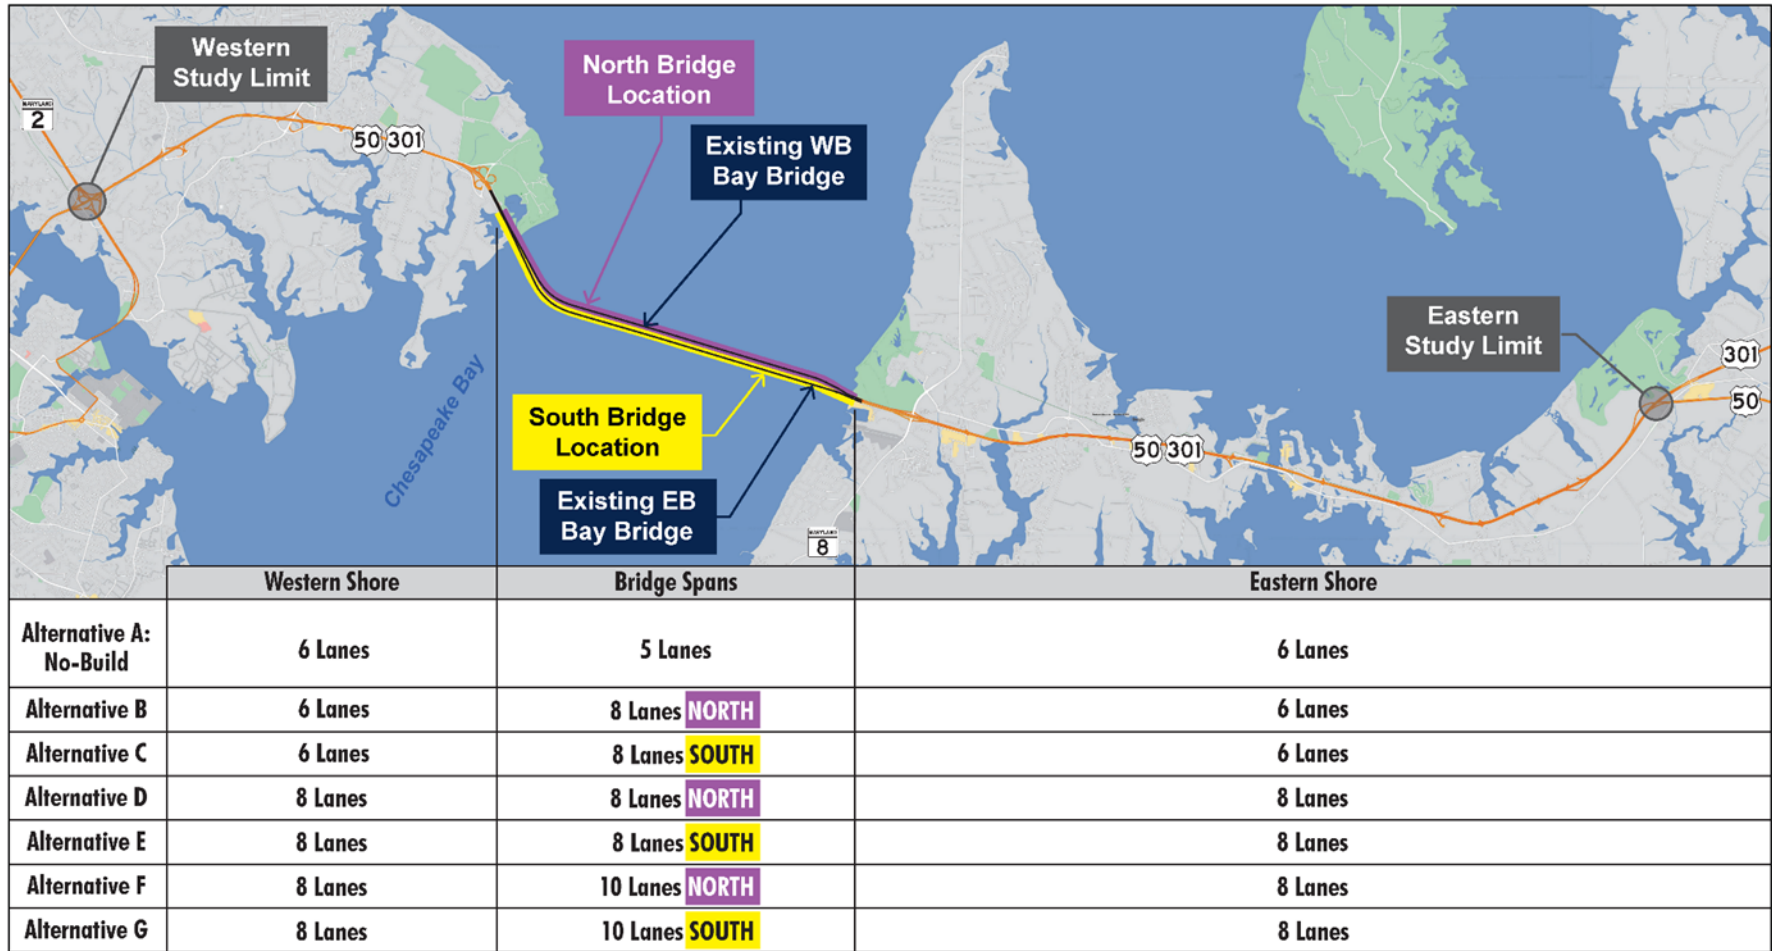 Western
Study Limit
North Bridge
Location
MARYLAND
2
50 301
Existing WB
Bay Bridge
Eastern
Study Limit
301
50
South Bridge
Location
Chesapeake Bay
50 301
Existing EB
Bay Bridge
MARYLAND
8
Western Shore Bridge Spans Eastern Shore
Alternative A:
No-Build 6 Lanes 5 Lanes 6 Lanes
Alternative B 6 Lanes 8 Lanes NORTH 6 Lanes
Alternative C 6 Lanes 8 Lanes SOUTH 6 Lanes
Alternative D 8 Lanes 8 Lanes NORTH 8 Lanes
Alternative E 8 Lanes 8 Lanes SOUTH 8 Lanes
Alternative F 8 Lanes 10 Lanes NORTH 8 Lanes
Alternative G 8 Lanes 10 Lanes SOUTH 8 Lanes